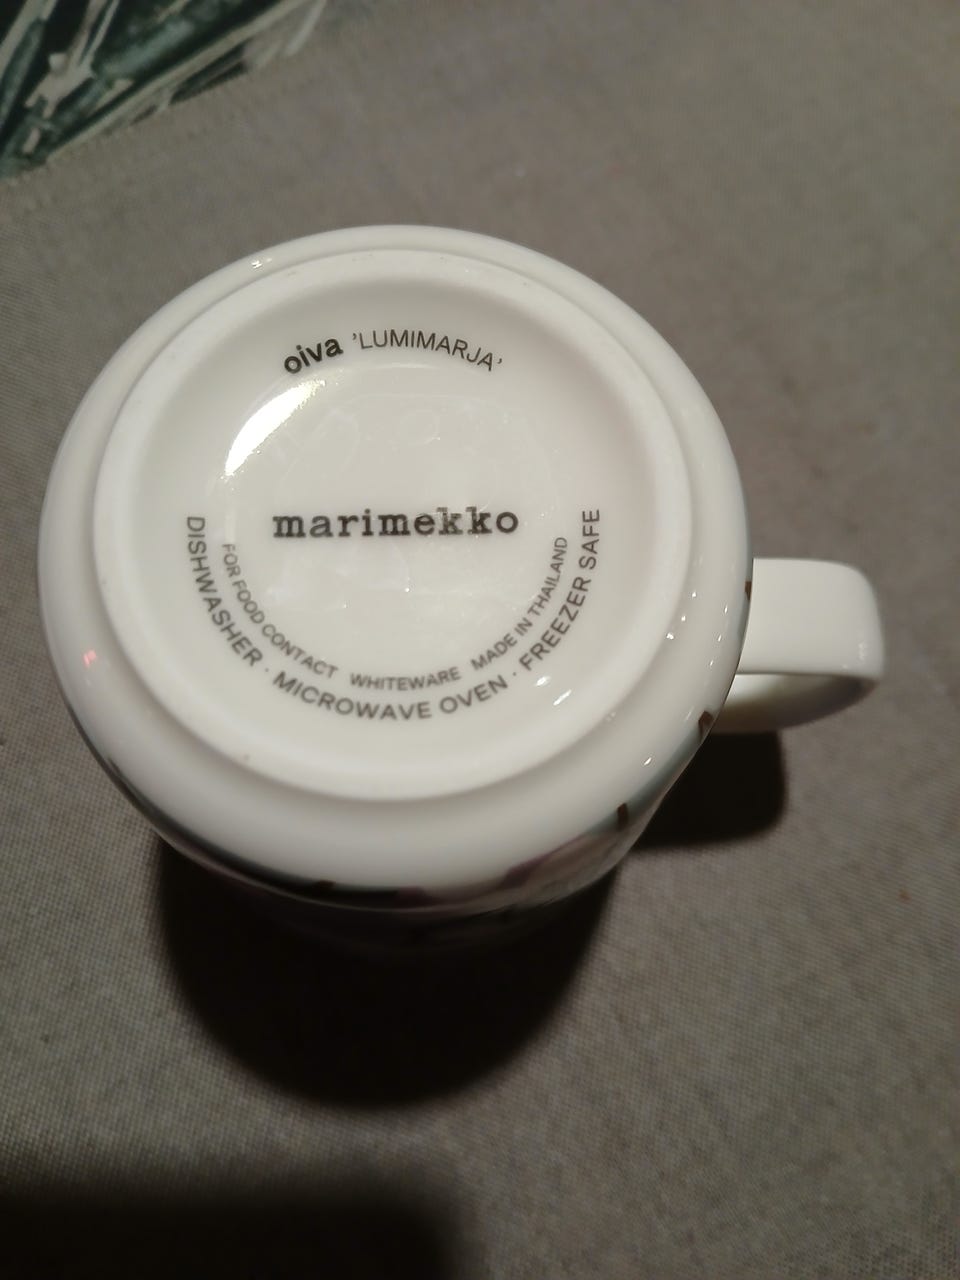 oiva 'LUMIMARJA'
marimekko
FOR FOOD CONTACT WHITEWARE MADE IN THAILAND
DISHWASHER · MICROWAVE OVEN · FREEZER SAFE